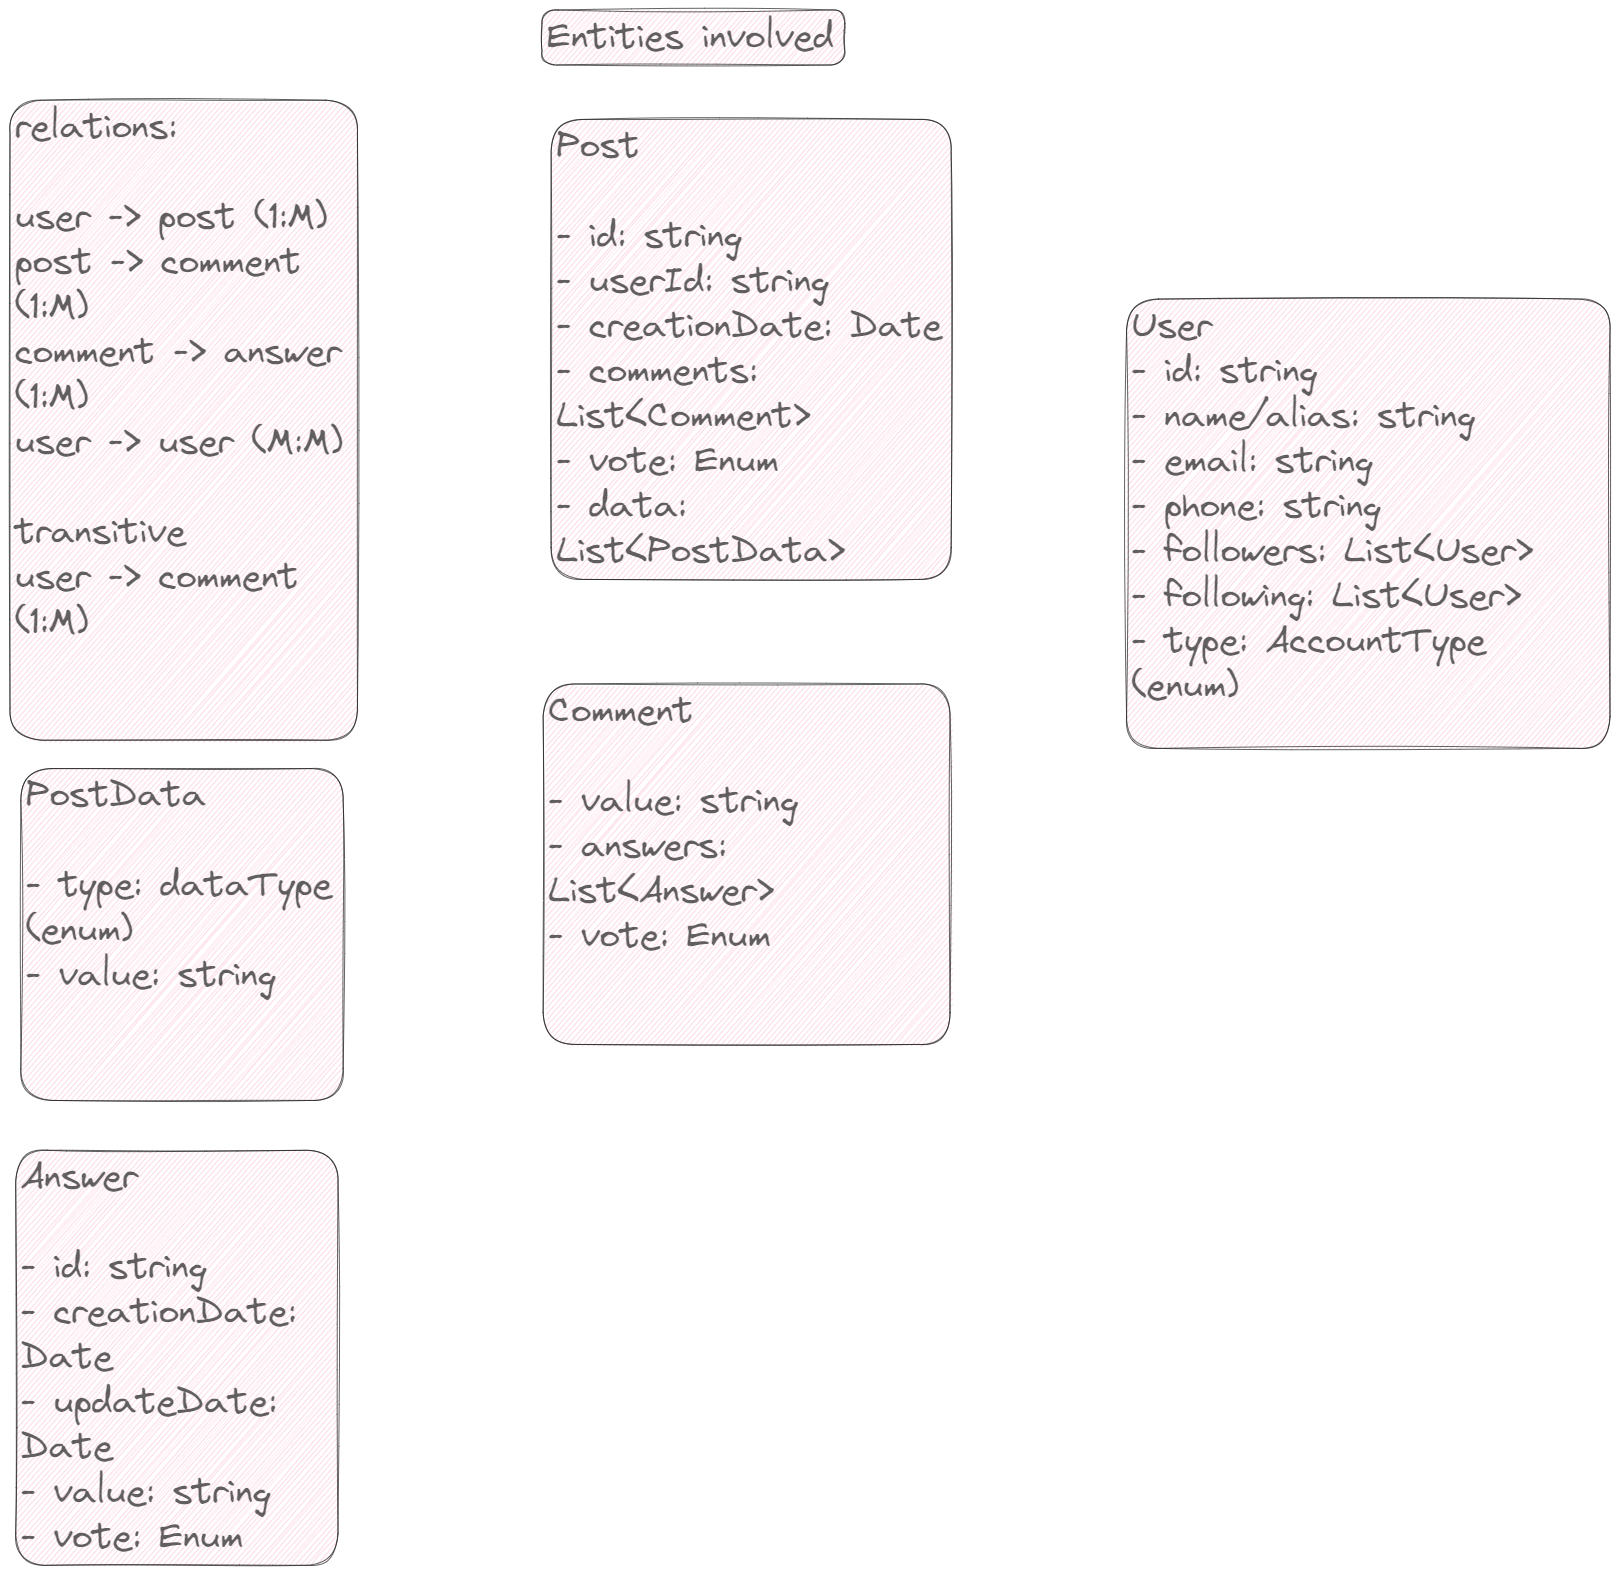 Entities involved
relations:
user -> post (1:M)
post -> comment
(1:M)
comment -> answer
(1:M)
user -> user (M:M)
transitive
user -> comment
(1:M)
Post
- id: string
- userId: string
- creationDate: Date
- comments:
List<Comment>
- vote: Enum
- data:
List<PostData>
User
- id: string
- name/alias: string
- email: string
- phone: string
- followers: List<User>
- following: List<User>
- type: AccountType
(enum)
Comment
- value: string
- answers:
List<Answer>
- vote: Enum
PostData
- type: dataType
(enum)
- value: string
Answer
- id: string
- creationDate:
Date
- updateDate:
Date
- value: string
- vote: Enum